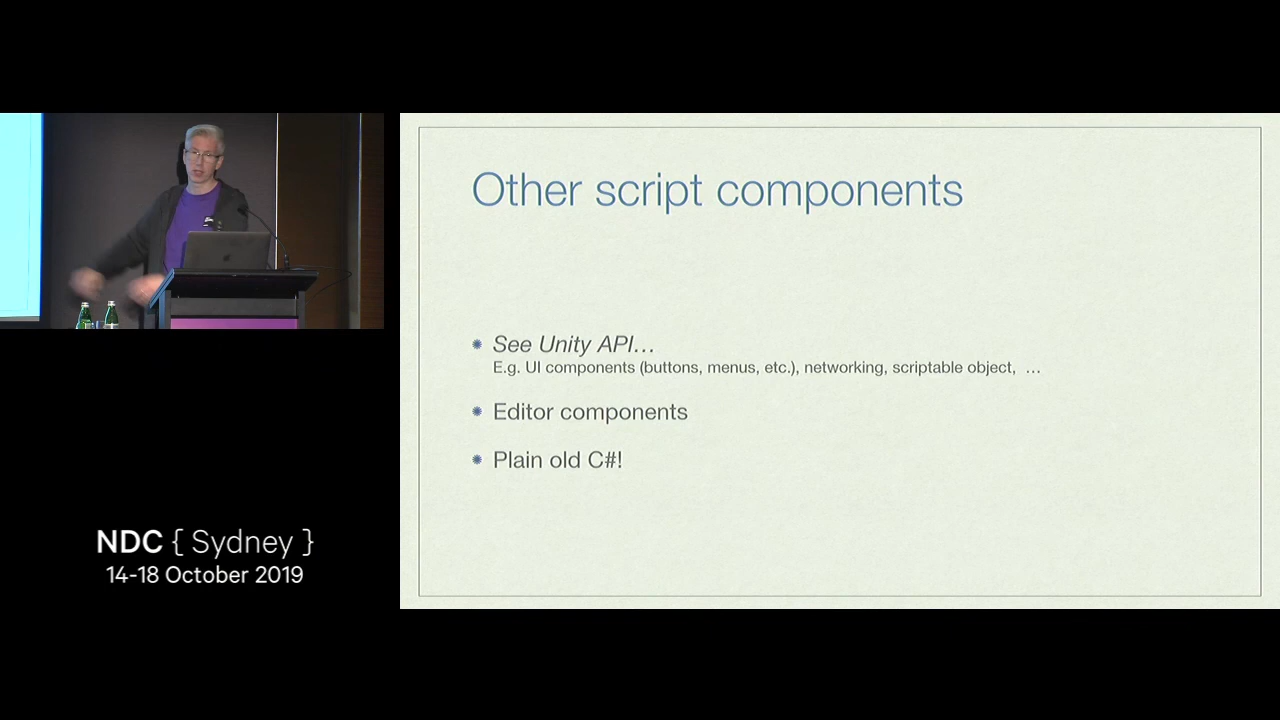 Other script components
See Unity API…
E.g. UI components (buttons, menus, etc.), networking, scriptable object, …
Editor components
Plain old C#!
NDC { Sydney }
14-18 October 2019